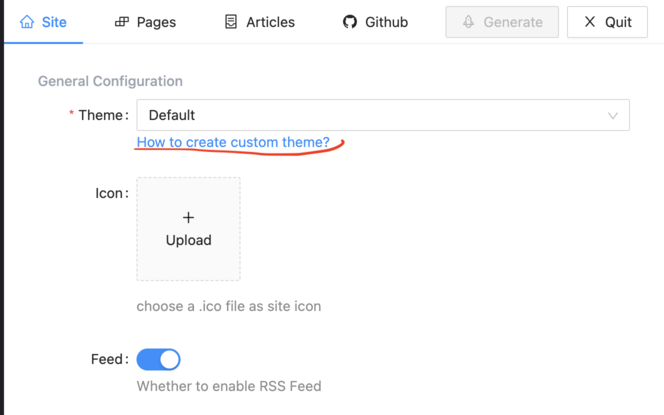 Site Pages Articles Github Generate Quit
General Configuration
* Theme: Default
How to create custom theme?
Icon:
+
Upload
choose a .ico file as site icon
Feed:
Whether to enable RSS Feed